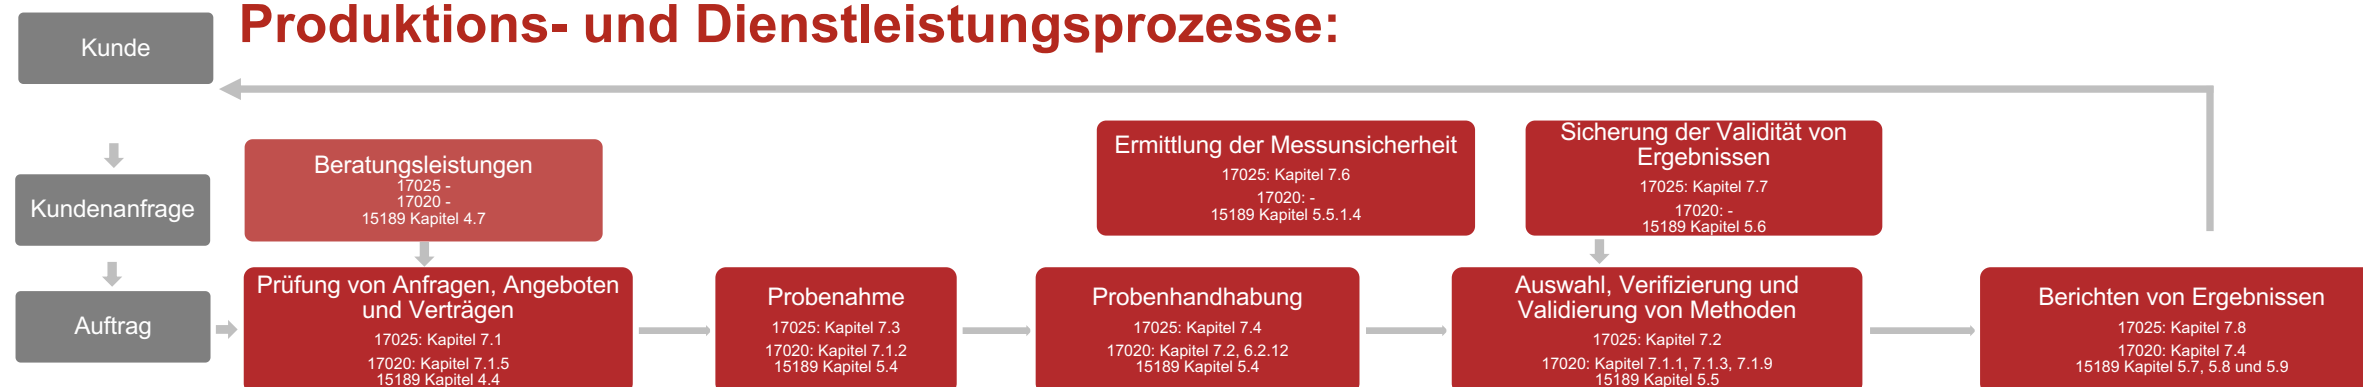 Produktions- und Dienstleistungsprozesse:
Kunde
Kundenanfrage
Auftrag
Beratungsleistungen
17025 -
17020 -
15189 Kapitel 4.7
Ermittlung der Messunsicherheit
17025: Kapitel 7.6
17020: -
15189 Kapitel 5.5.1.4
Sicherung der Validität von
Ergebnissen
17025: Kapitel 7.7
17020: -
15189 Kapitel 5.6
Prüfung von Anfragen, Angeboten
und Verträgen
17025: Kapitel 7.1
17020: Kapitel 7.1.5
15189 Kapitel 4.4
Probenahme
17025: Kapitel 7.3
17020: Kapitel 7.1.2
15189 Kapitel 5.4
Probenhandhabung
17025: Kapitel 7.4
17020: Kapitel 7.2, 6.2.12
15189 Kapitel 5.4
Auswahl, Verifizierung und
Validierung von Methoden
17025: Kapitel 7.2
17020: Kapitel 7.1.1, 7.1.3, 7.1.9
15189 Kapitel 5.5
Berichten von Ergebnissen
17025: Kapitel 7.8
17020: Kapitel 7.4
15189 Kapitel 5.7, 5.8 und 5.9